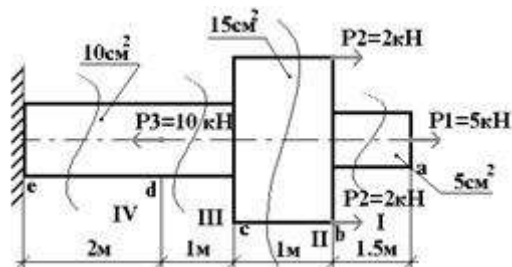 10см²
15см²
P2=2кН
P3=10 кН
P1=5кН
a
P2=2кН
5см²
e
d
c
b
IV
III
II
I
2м
1м
1м
1.5м